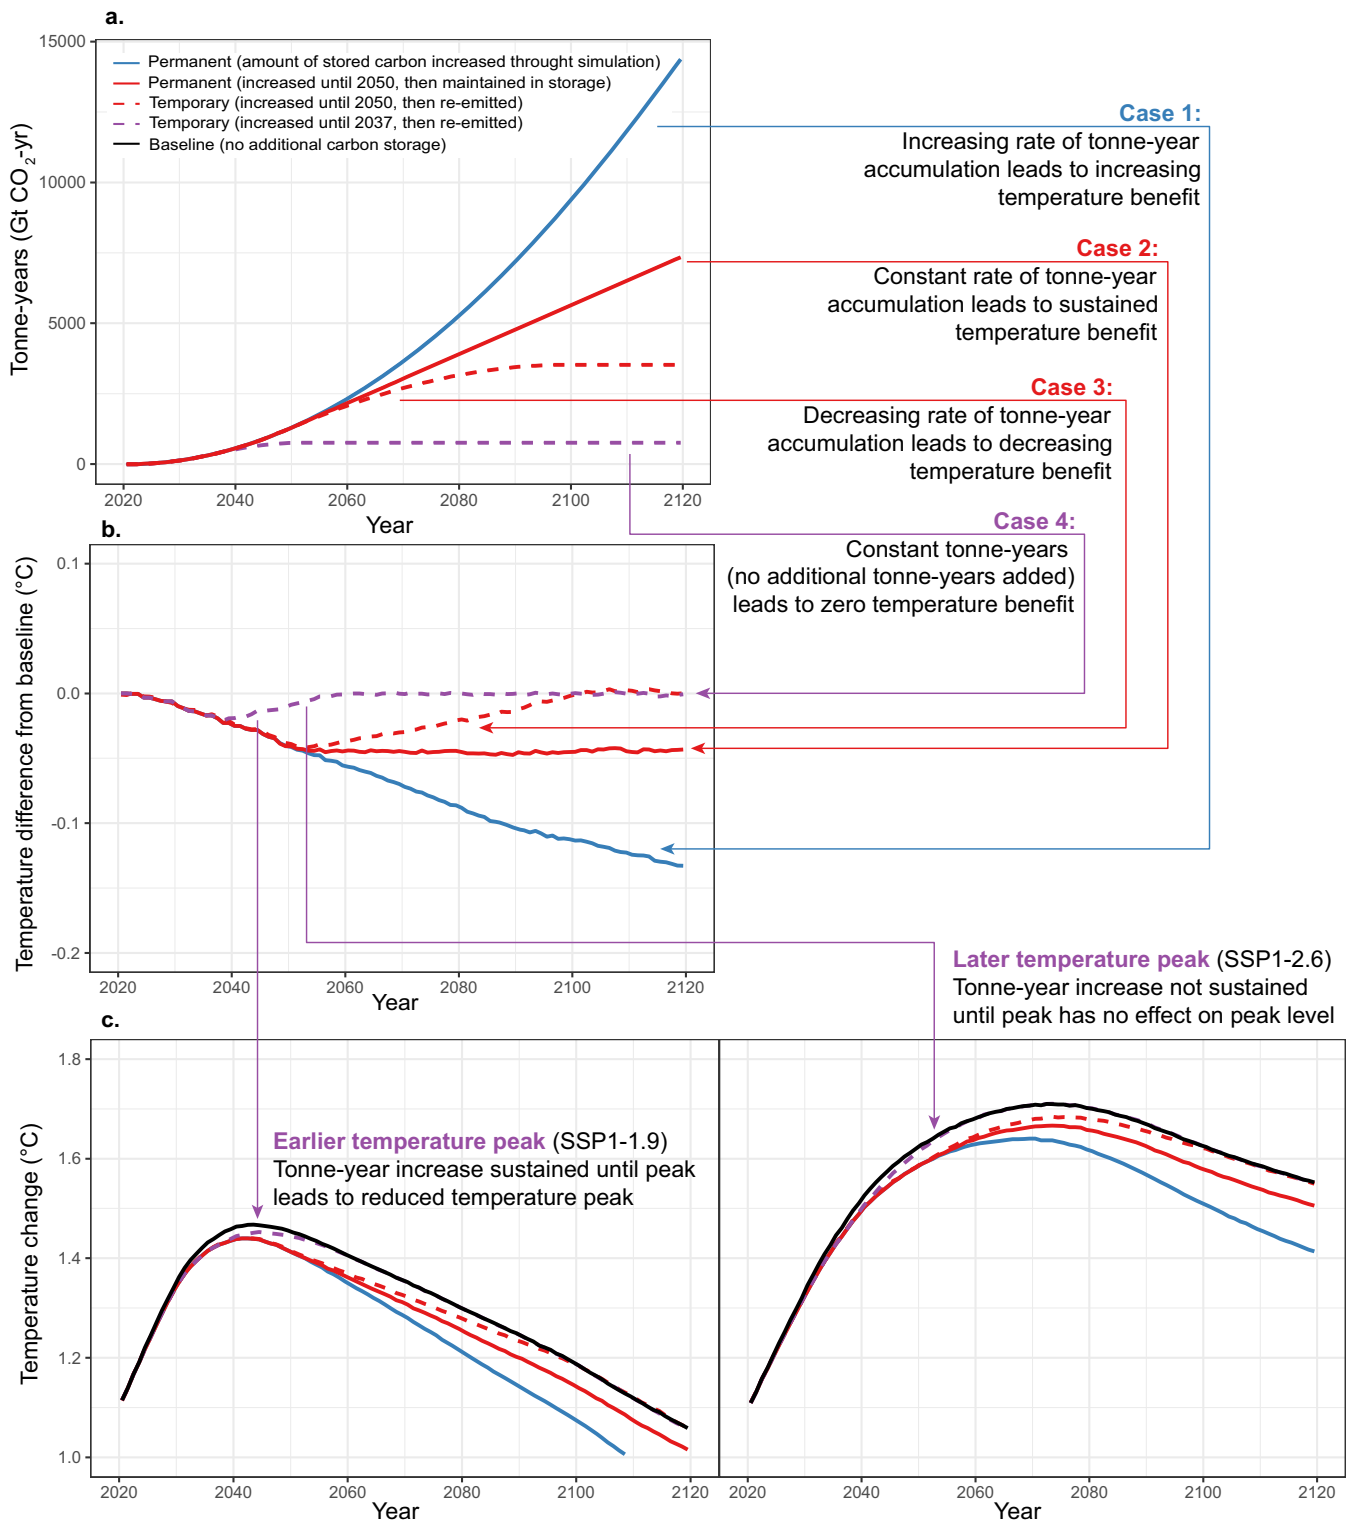 a.
15000
10000
5000
0
Tonne-years (Gt CO2-yr)
Permanent (amount of stored carbon increased throught simulation)
Permanent (increased until 2050, then maintained in storage)
Temporary (increased until 2050, then re-emitted)
Temporary (increased until 2037, then re-emitted)
Baseline (no additional carbon storage)
2020 2040 2060 2080 2100 2120
Year
Case 1:
Increasing rate of tonne-year
accumulation leads to increasing
temperature benefit
Case 2:
Constant rate of tonne-year
accumulation leads to sustained
temperature benefit
Case 3:
Decreasing rate of tonne-year
accumulation leads to decreasing
temperature benefit
Case 4:
Constant tonne-years
(no additional tonne-years added)
leads to zero temperature benefit
b.
0.1
0.0
-0.1
-0.2
Temperature difference from baseline (°C)
2020 2040 2060 2080 2100 2120
Year
Later temperature peak (SSP1-2.6)
Tonne-year increase not sustained
until peak has no effect on peak level
c.
1.8
1.6
1.4
1.2
1.0
Temperature change (°C)
Earlier temperature peak (SSP1-1.9)
Tonne-year increase sustained until peak
leads to reduced temperature peak
2020 2040 2060 2080 2100 2120
Year
2020 2040 2060 2080 2100 2120
Year